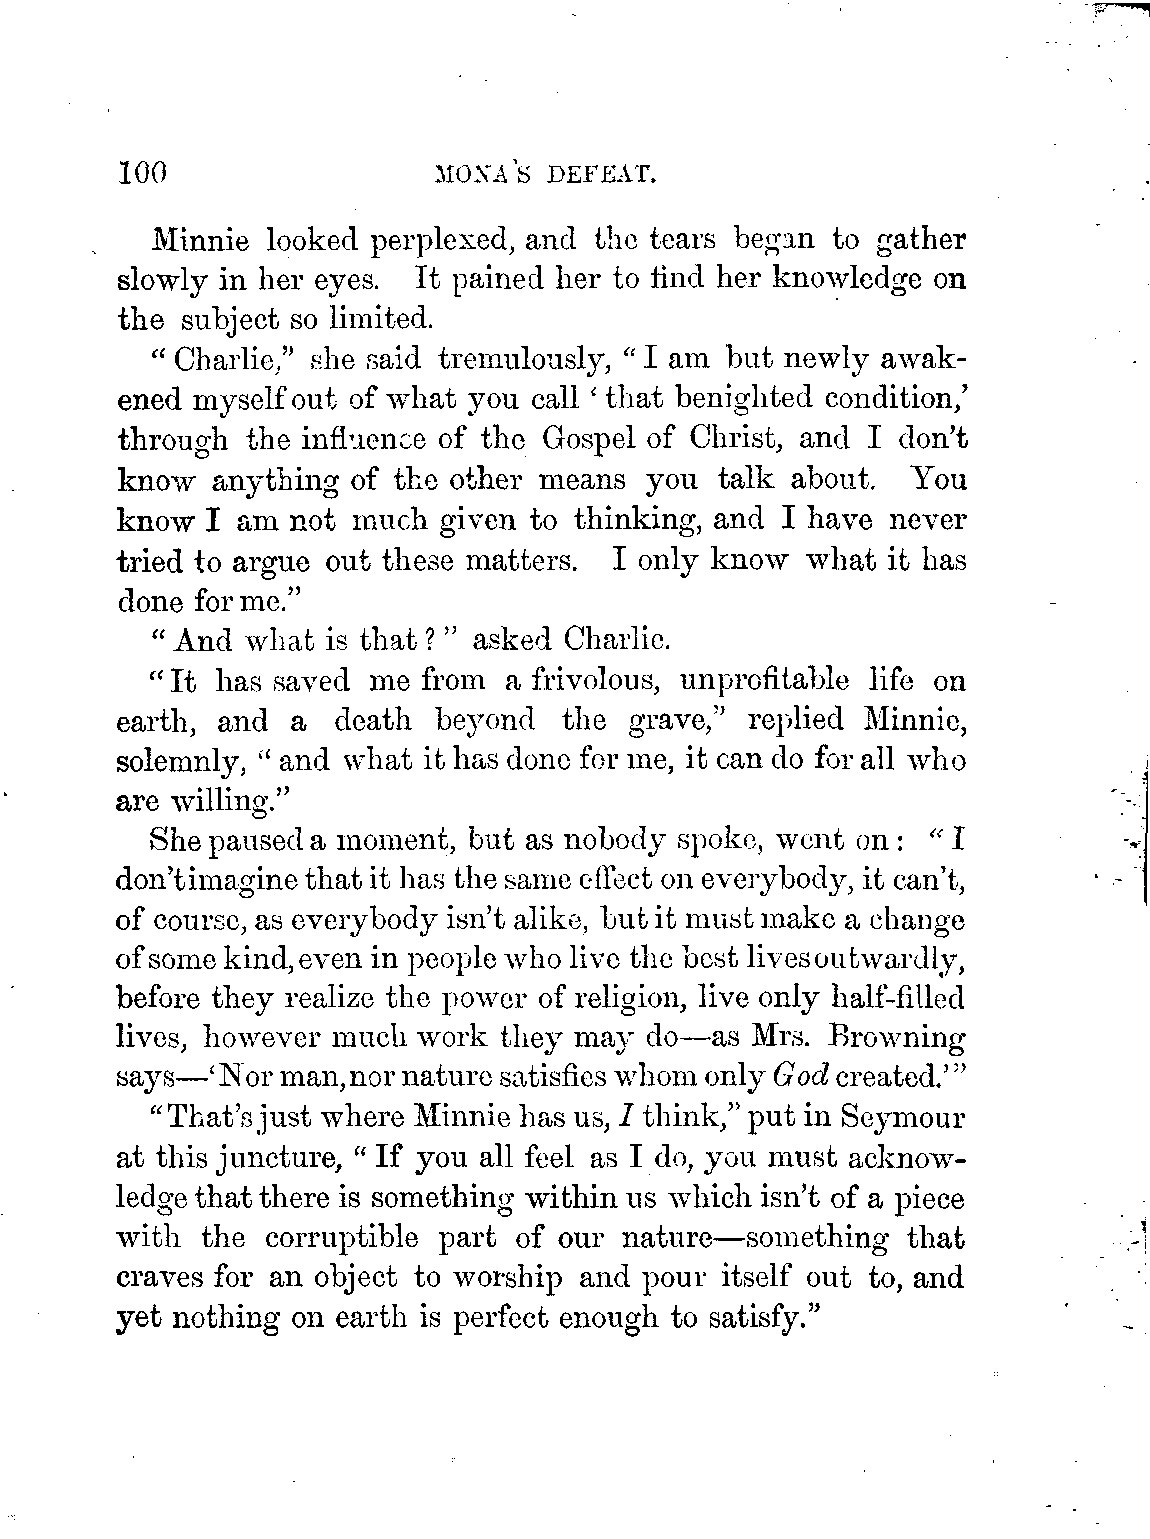 100 MONA'S DEFEAT.
Minnie looked perplexed, and the tears began to gather
slowly in her eyes. It pained her to find her knowledge on
the subject so limited.
“Charlie,” she said tremulously, “I am but newly awak-
ened myself out of what you call ‘that benighted condition,’
through the influence of the Gospel of Christ, and I don’t
know anything of the other means you talk about. You
know I am not much given to thinking, and I have never
tried to argue out these matters. I only know what it has
done for me.”
“And what is that?” asked Charlie.
“It has saved me from a frivolous, unprofitable life on
earth, and a death beyond the grave,” replied Minnie,
solemnly, “and what it has done for me, it can do for all who
are willing.”
She paused a moment, but as nobody spoke, went on: “I
don’t imagine that it has the same effect on everybody, it can’t,
of course, as everybody isn’t alike, but it must make a change
of some kind, even in people who live the best lives outwardly,
before they realize the power of religion, live only half-filled
lives, however much work they may do—as Mrs. Browning
says—‘Nor man, nor nature satisfies whom only God created.’”
“That’s just where Minnie has us, I think,” put in Seymour
at this juncture, “If you all feel as I do, you must acknow-
ledge that there is something within us which isn’t of a piece
with the corruptible part of our nature—something that
craves for an object to worship and pour itself out to, and
yet nothing on earth is perfect enough to satisfy.”